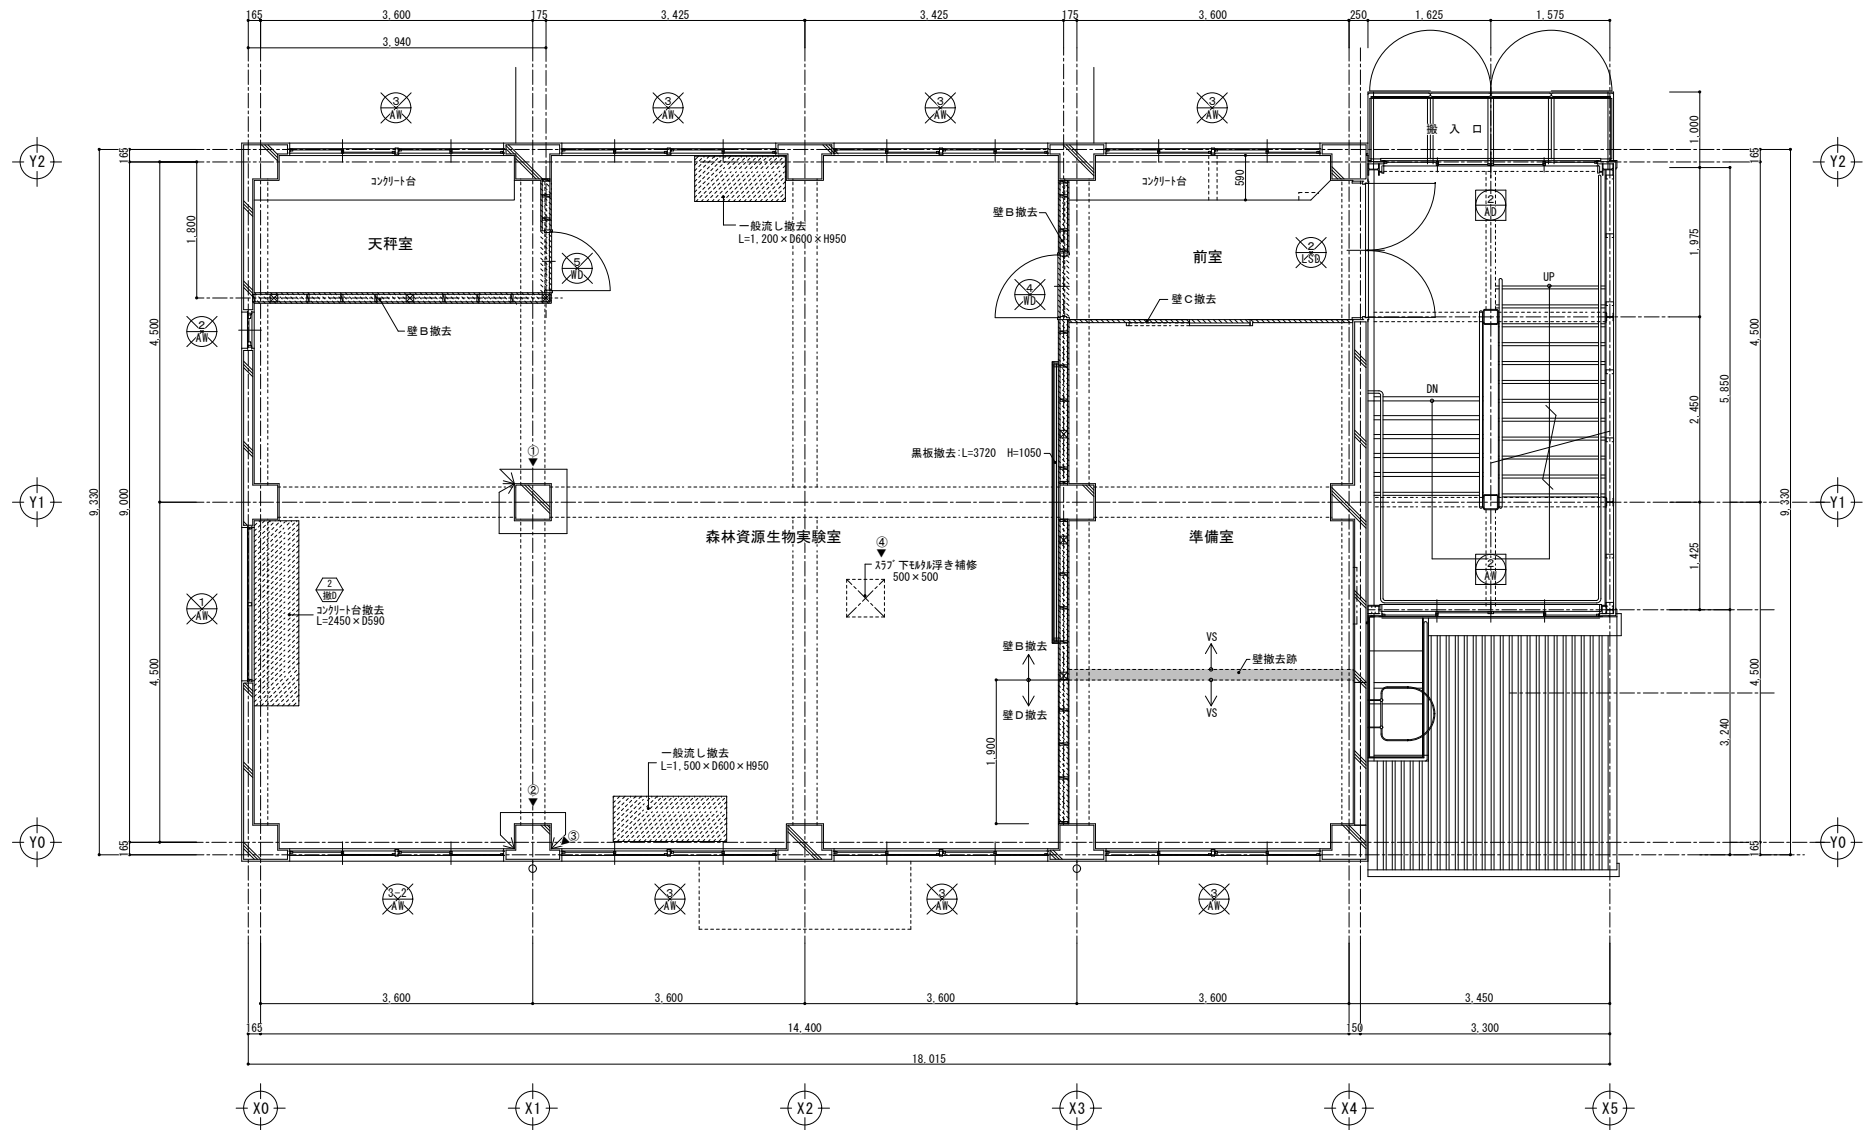 165
3,600
175
3,425
3,425
175
3,600
250
1,625
1,575
3,940
3
AW
3
AW
3
AW
3
AW
搬 入 口
1,000
Y2
165
165
Y2
コンクリート台
コンクリート台
590
2
AD
1,800
一般流し撤去
L=1,200×D600×H950
壁B撤去
天秤室
前室
2
LSD
1,975
5
WD
UP
4
WD
壁C撤去
壁B撤去
2
AW
4,500
4,500
DN
5,850
2,450
①
黒板撤去:L=3720 H=1050
Y1
9,330
9,000
9,330
Y1
森林資源生物実験室
準備室
④
スラブ下モルタル浮き補修
500×500
1,425
2
AW
2
撤D
コンクリート台撤去
L=2450×D590
1
AW
壁B撤去
VS
壁撤去跡
4,500
4,500
壁D撤去
VS
3,240
1,900
一般流し撤去
L=1,500×D600×H950
②
③
Y0
165
165
Y0
3-2
AW
3
AW
3
AW
3
AW
3,600
3,600
3,600
3,600
3,450
165
14,400
150
3,300
18,015
X0
X1
X2
X3
X4
X5